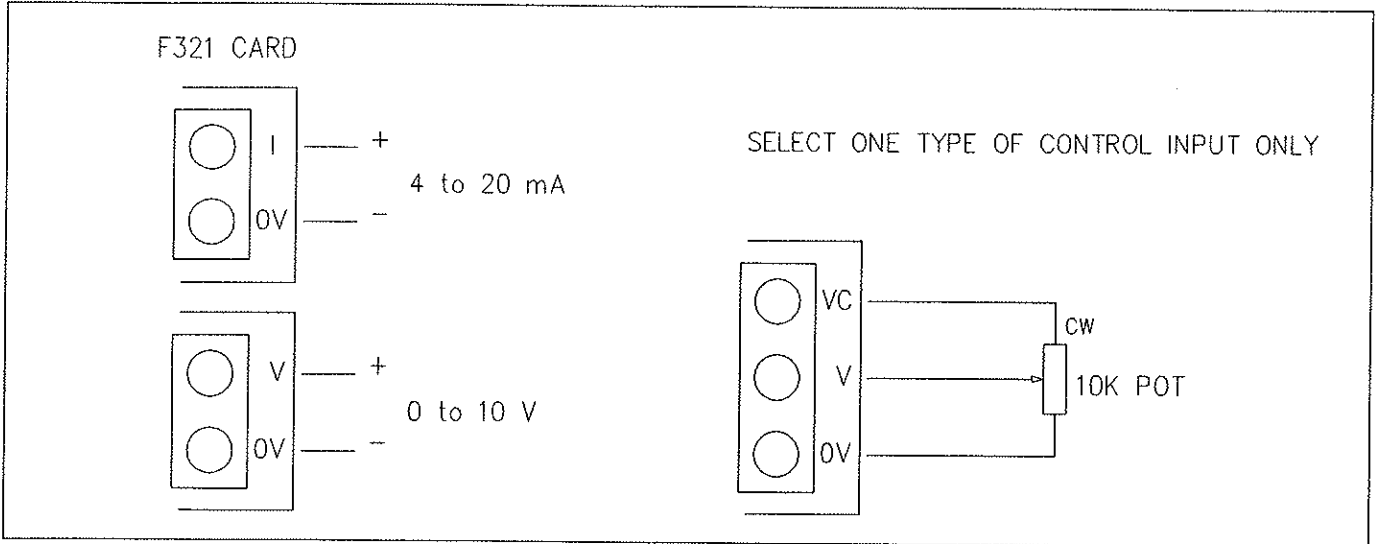 F321 CARD
I +
4 to 20 mA
0V −
V +
0 to 10 V
0V −
SELECT ONE TYPE OF CONTROL INPUT ONLY
VC
CW
V
10K POT
0V